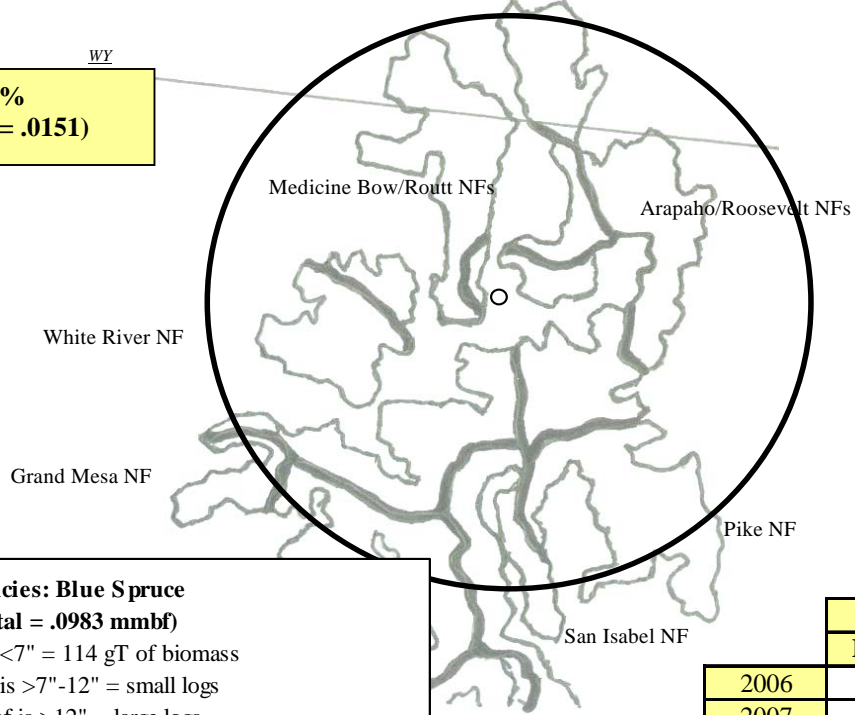 WY
%
= .0151)
Medicine Bow/Routt NFs
Arapaho/Roosevelt NFs
White River NF
Grand Mesa NF
Pike NF
cies: Blue Spruce
tal = .0983 mmbf)
<7" = 114 gT of biomass
San Isabel NF
is >7"-12" = small logs
2006
2007